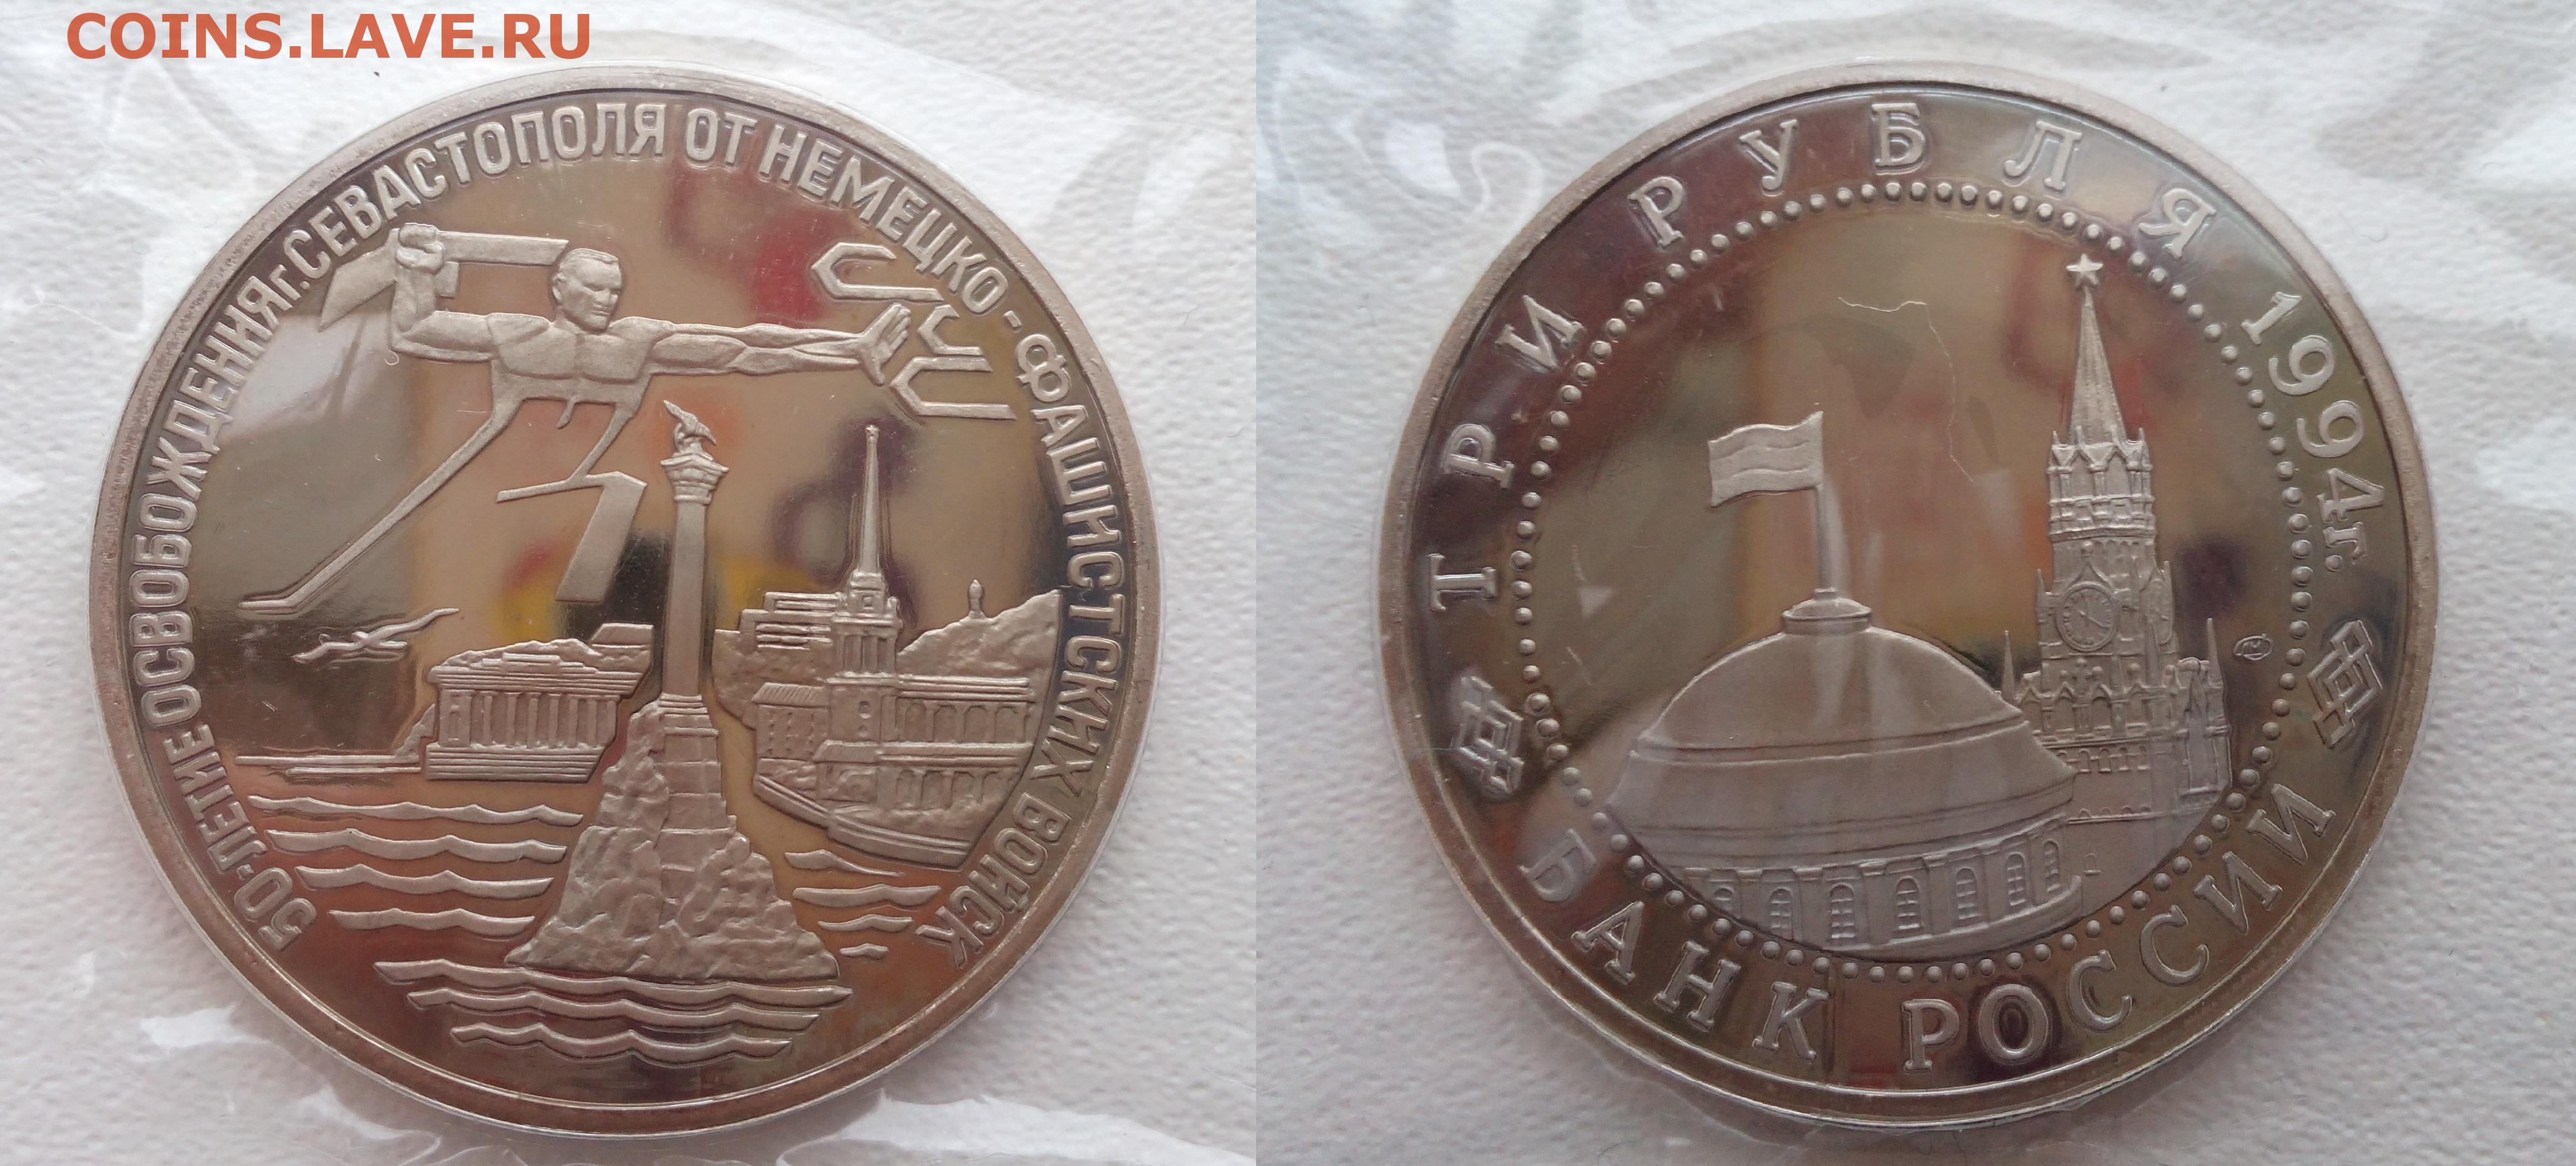 COINS.LAVE.RU
50-ЛЕТИЕ ОСВОБОЖДЕНИЯ г. СЕВАСТОПОЛЯ ОТ НЕМЕЦКО-ФАШИСТСКИХ ВОЙСК
ТРИ РУБЛЯ 1994г.
БАНК РОССИИ